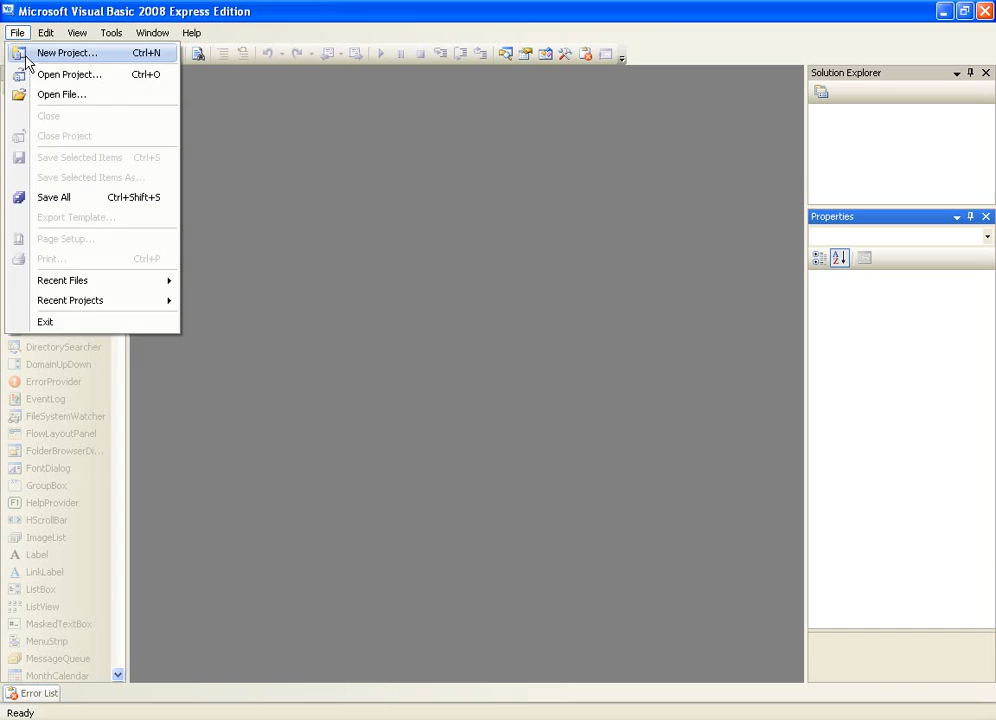 Microsoft Visual Basic 2008 Express Edition
File Edit View Tools Window Help
New Project... Ctrl+N
Open Project... Ctrl+O
Open File...
Close
Close Project
Save Selected Items Ctrl+S
Save Selected Items As...
Save All Ctrl+Shift+S
Export Template...
Page Setup...
Print... Ctrl+P
Recent Files
Recent Projects
Exit
DirectorySearcher
DomainUpDown
ErrorProvider
EventLog
FileSystemWatcher
FlowLayoutPanel
FolderBrowserDi...
FontDialog
GroupBox
HelpProvider
HScrollBar
ImageList
Label
LinkLabel
ListBox
ListView
MaskedTextBox
MenuStrip
MessageQueue
MonthCalendar
Solution Explorer
Properties
Error List
Ready